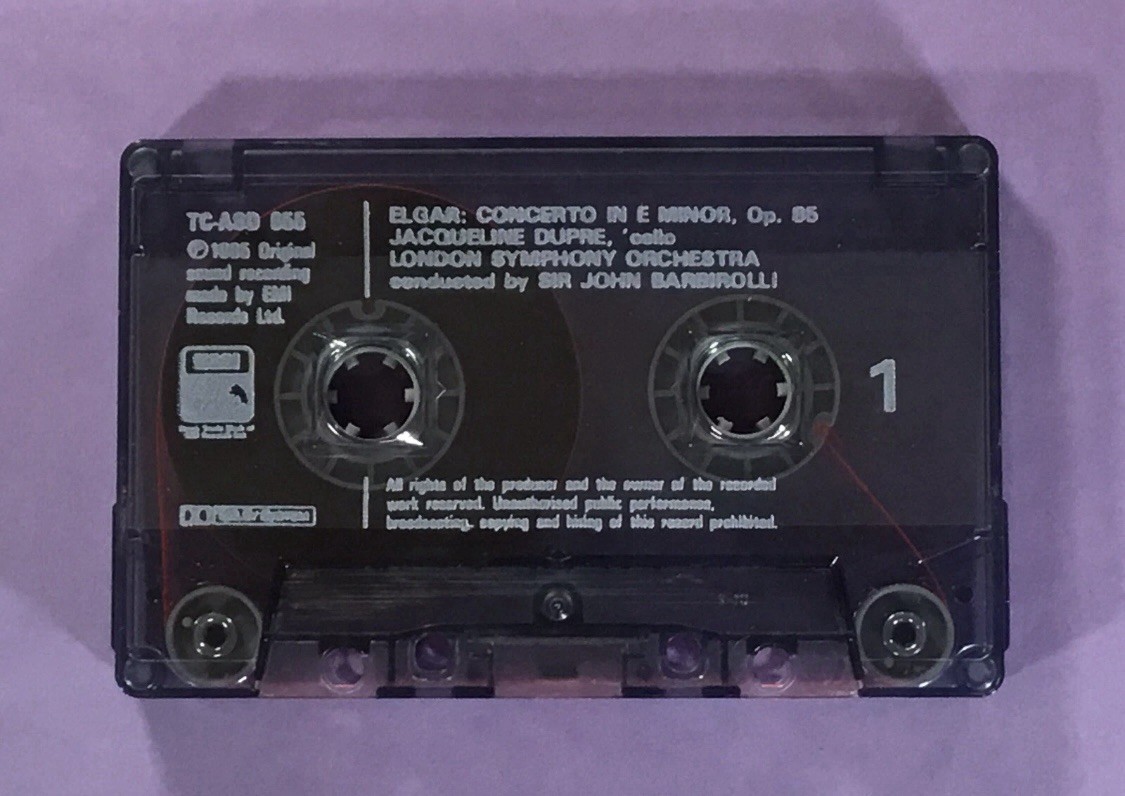 TC-ASD 655
℗1965 Original
sound recording
made by EMI
Records Ltd.
ELGAR: CONCERTO IN E MINOR, Op. 85
JACQUELINE DUPRE, 'cello
LONDON SYMPHONY ORCHESTRA
conducted by SIR JOHN BARBIROLLI
1
All rights of the producer and the owner of the recorded
work reserved. Unauthorised public performance,
broadcasting, copying and hiring of this record prohibited.